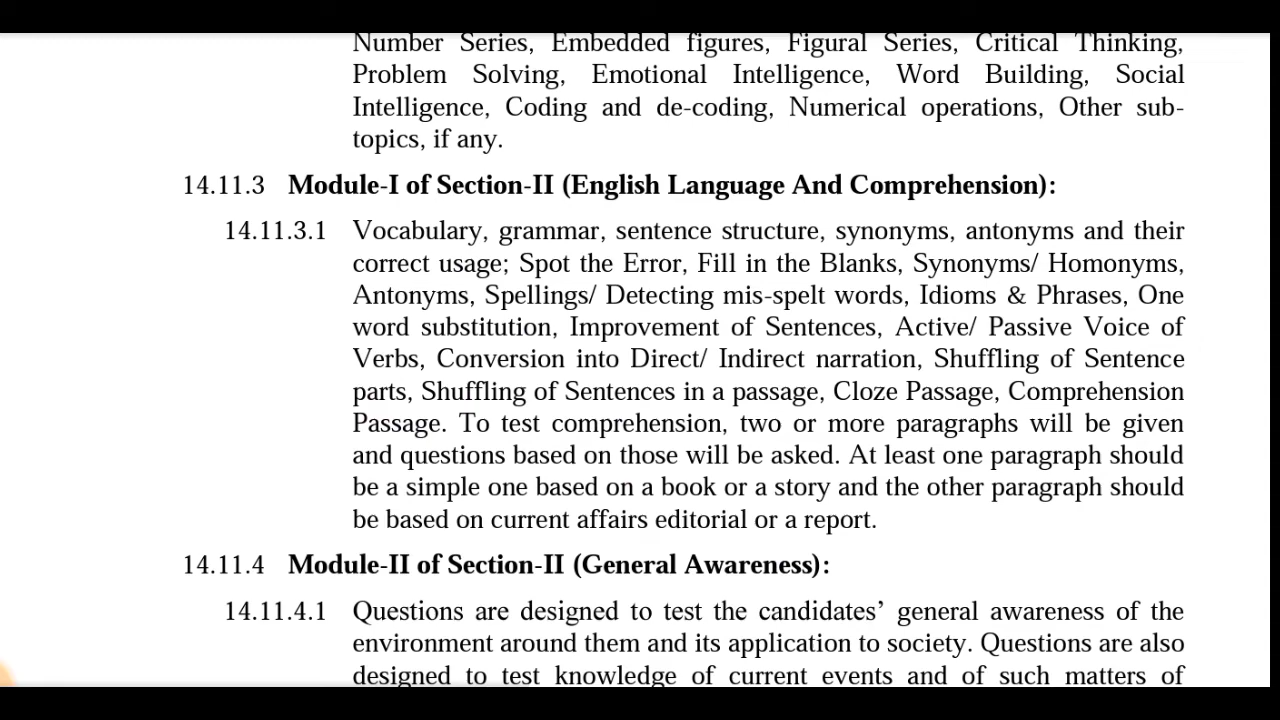 Number Series, Embedded figures, Figural Series, Critical Thinking,
Problem Solving, Emotional Intelligence, Word Building, Social
Intelligence, Coding and de-coding, Numerical operations, Other sub-
topics, if any.
14.11.3 Module-I of Section-II (English Language And Comprehension):
14.11.3.1 Vocabulary, grammar, sentence structure, synonyms, antonyms and their
correct usage; Spot the Error, Fill in the Blanks, Synonyms/ Homonyms,
Antonyms, Spellings/ Detecting mis-spelt words, Idioms & Phrases, One
word substitution, Improvement of Sentences, Active/ Passive Voice of
Verbs, Conversion into Direct/ Indirect narration, Shuffling of Sentence
parts, Shuffling of Sentences in a passage, Cloze Passage, Comprehension
Passage. To test comprehension, two or more paragraphs will be given
and questions based on those will be asked. At least one paragraph should
be a simple one based on a book or a story and the other paragraph should
be based on current affairs editorial or a report.
14.11.4 Module-II of Section-II (General Awareness):
14.11.4.1 Questions are designed to test the candidates’ general awareness of the
environment around them and its application to society. Questions are also
designed to test knowledge of current events and of such matters of